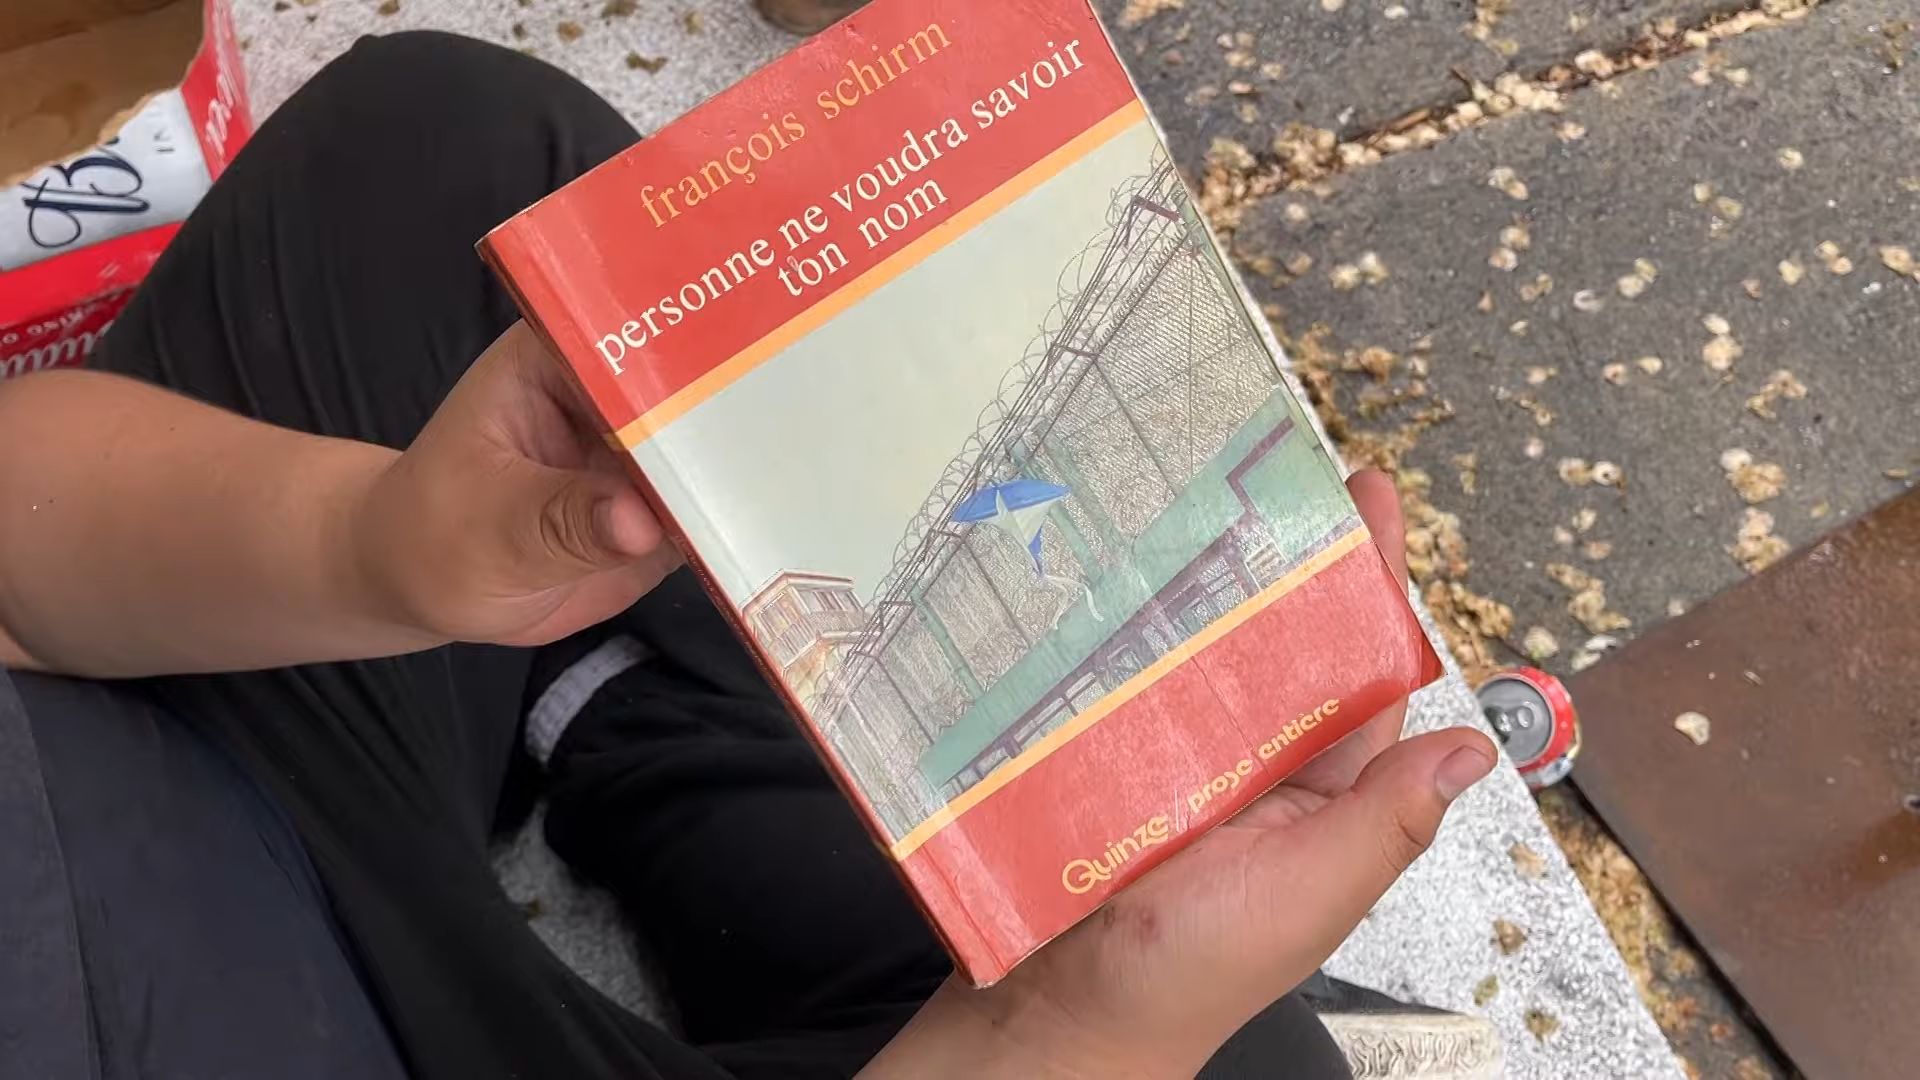 françois schirm
personne ne voudra savoir
ton nom
Quinze / prose entière